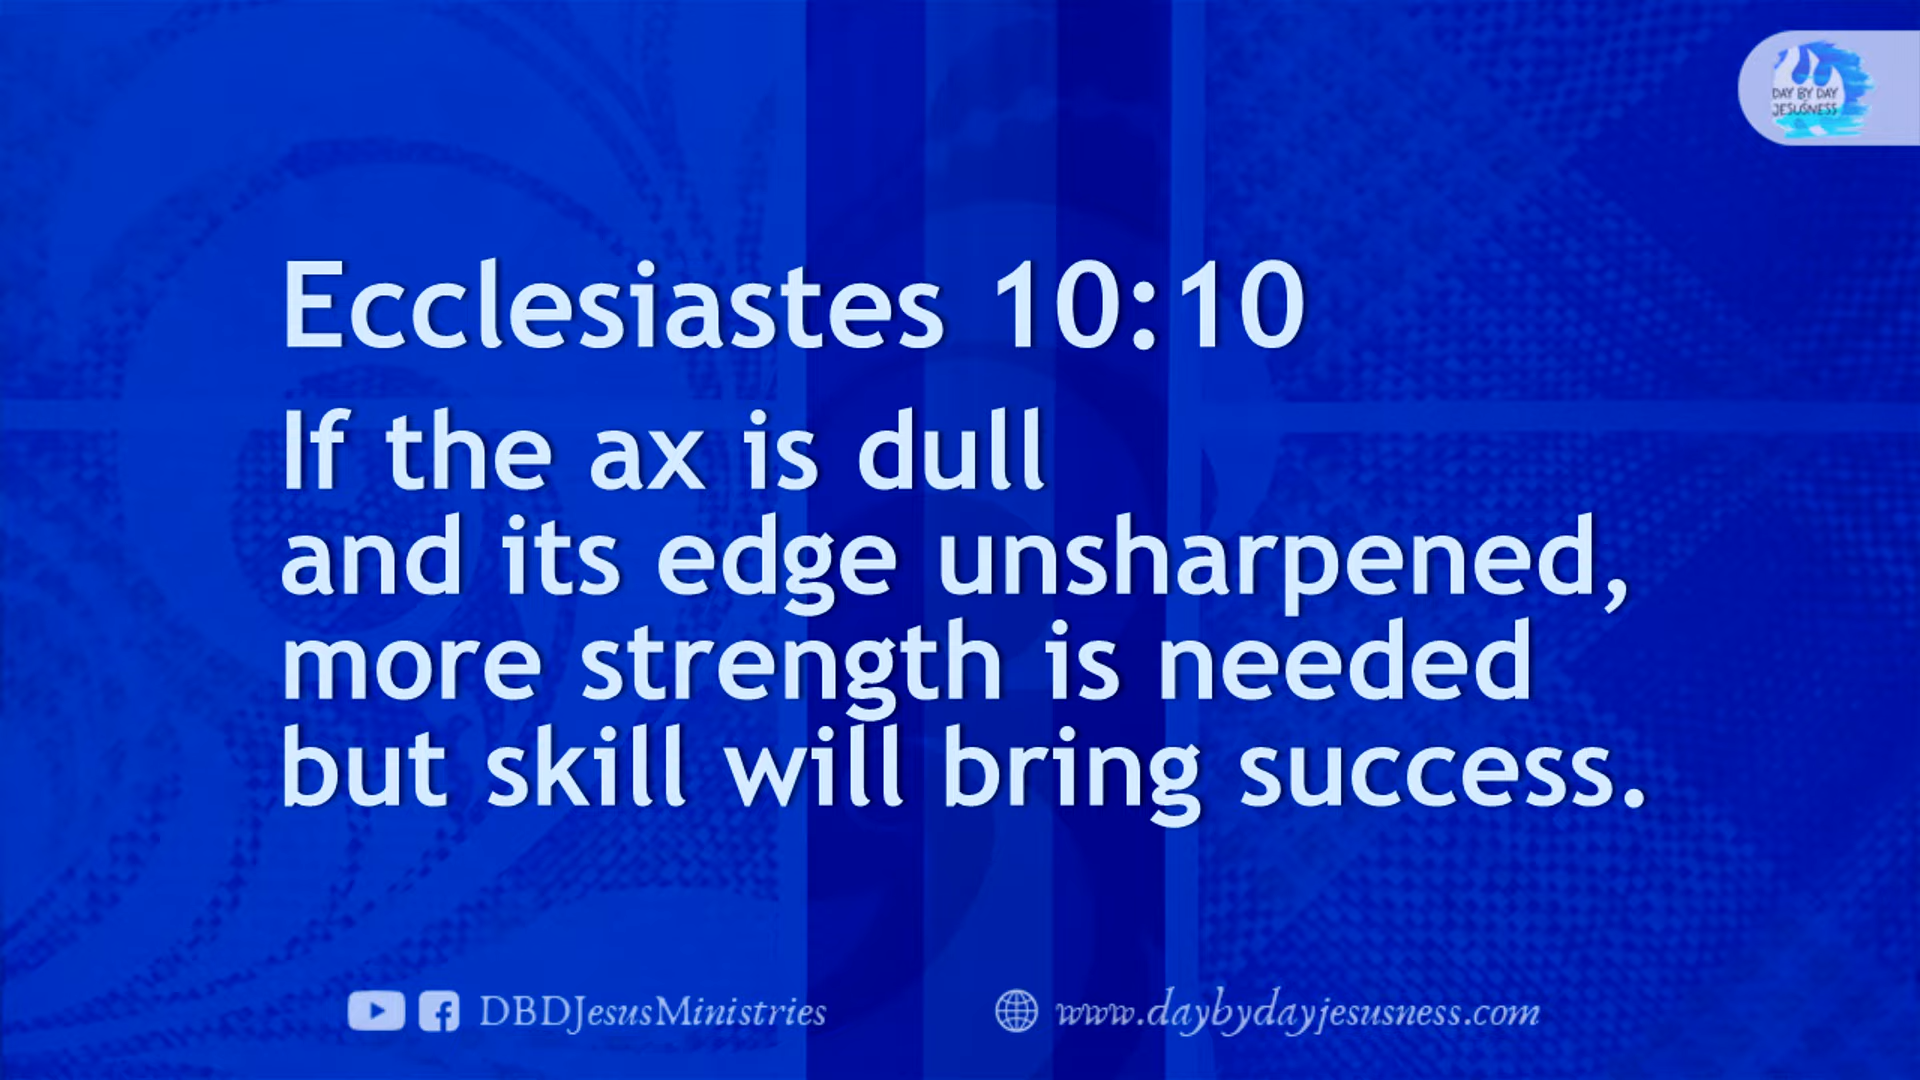 DAY BY DAY
JESUSNESS
Ecclesiastes 10:10
If the ax is dull
and its edge unsharpened,
more strength is needed
but skill will bring success.
DBDJesusMinistries
www.daybydayjesusness.com